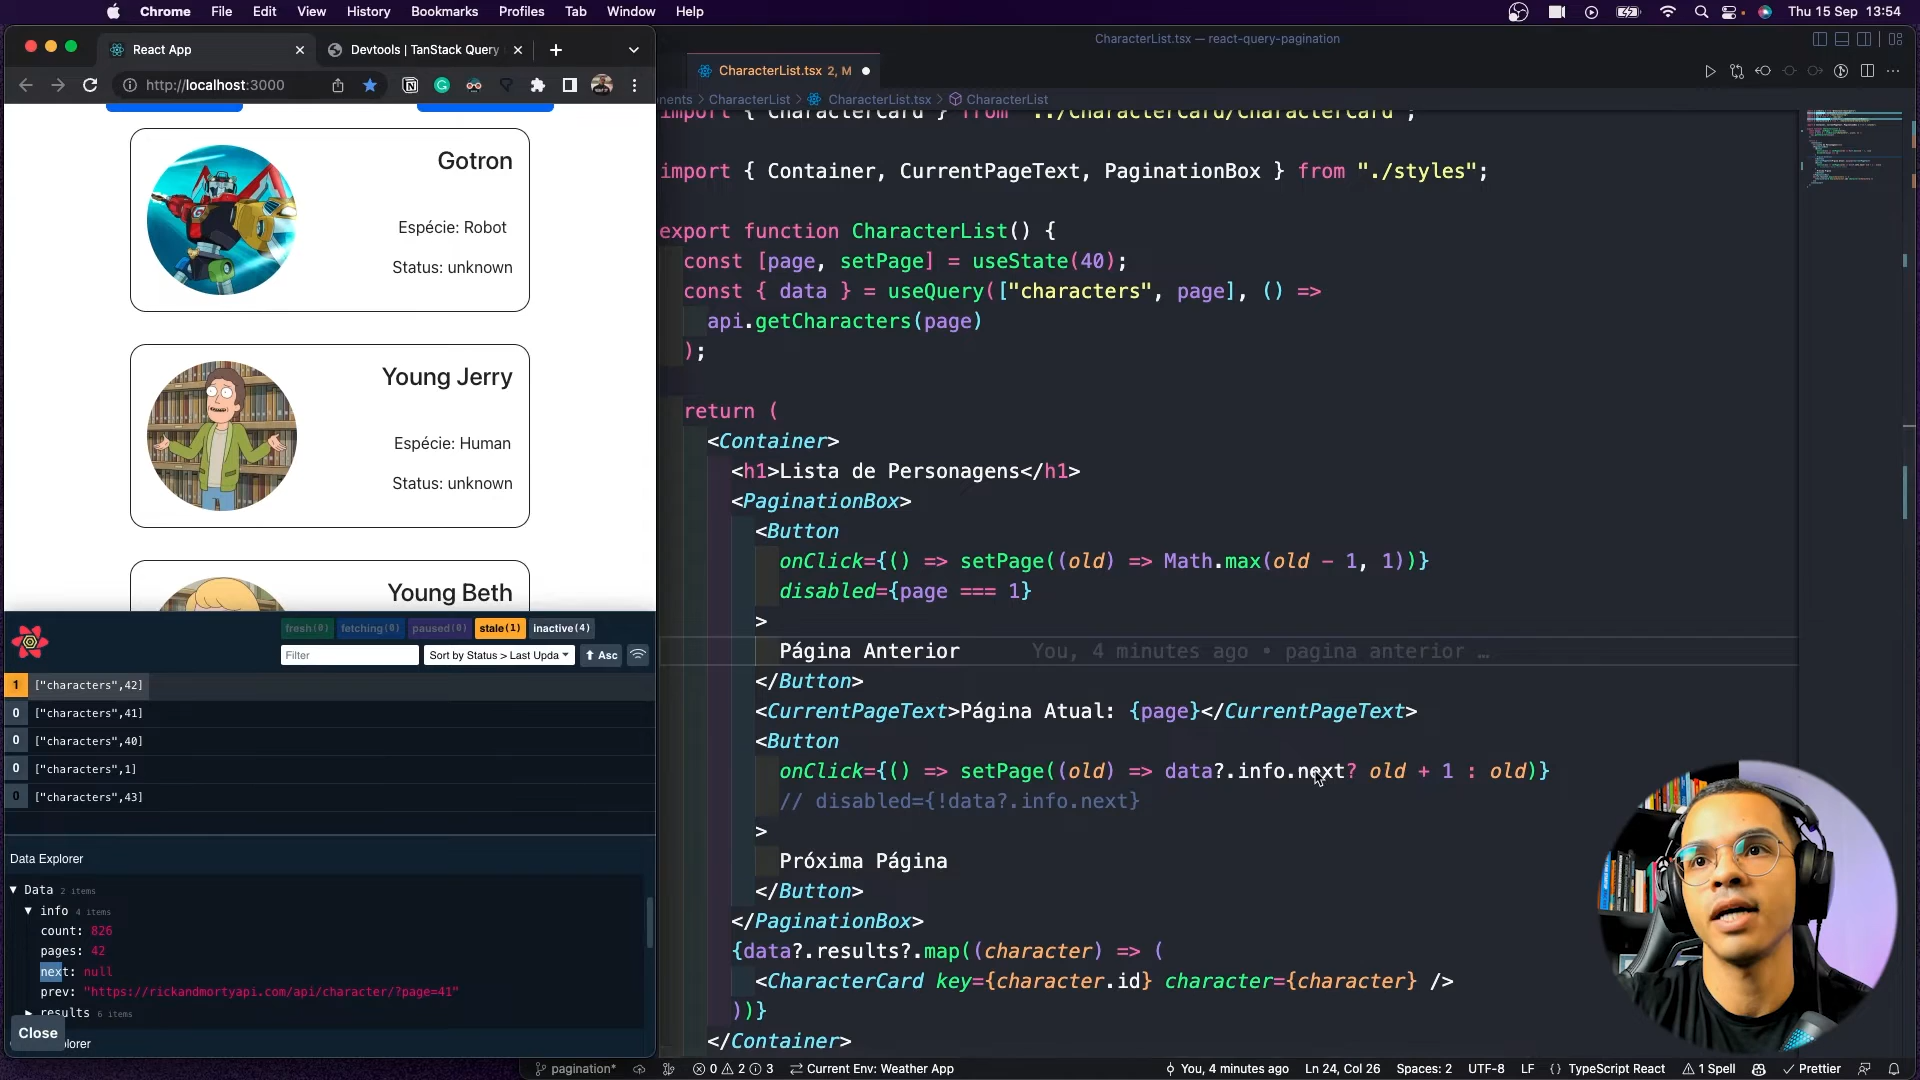 Chrome File Edit View History Bookmarks Profiles Tab Window Help
Thu 15 Sep 13:54
React App
Devtools | TanStack Query
http://localhost:3000
Gotron
Espécie: Robot
Status: unknown
Young Jerry
Espécie: Human
Status: unknown
Young Beth
fresh(0) fetching(0) paused(0) stale(1) inactive(4)
Filter
Sort by Status > Last Upda
⬆ Asc
1 ["characters",42]
0 ["characters",41]
0 ["characters",40]
0 ["characters",1]
0 ["characters",43]
Data Explorer
▼ Data 2 items
▼ info 4 items
count: 826
pages: 42
next: null
prev: "https://rickandmortyapi.com/api/character/?page=41"
▶ results 6 items
Close
plorer
CharacterList.tsx — react-query-pagination
CharacterList.tsx 2, M
nents > CharacterList > CharacterList.tsx > CharacterList
import { CharacterCard } from "../CharacterCard/CharacterCard";
import { Container, CurrentPageText, PaginationBox } from "./styles";
export function CharacterList() {
const [page, setPage] = useState(40);
const { data } = useQuery(["characters", page], () =>
api.getCharacters(page)
);
return (
<Container>
<h1>Lista de Personagens</h1>
<PaginationBox>
<Button
onClick={() => setPage((old) => Math.max(old - 1, 1))}
disabled={page === 1}
>
Página Anterior You, 4 minutes ago • pagina anterior …
</Button>
<CurrentPageText>Página Atual: {page}</CurrentPageText>
<Button
onClick={() => setPage((old) => data?.info.next? old + 1 : old)}
// disabled={!data?.info.next}
>
Próxima Página
</Button>
</PaginationBox>
{data?.results?.map((character) => (
<CharacterCard key={character.id} character={character} />
))}
</Container>
pagination* 0 2 3 Current Env: Weather App
You, 4 minutes ago Ln 24, Col 26 Spaces: 2 UTF-8 LF {} TypeScript React 1 Spell Prettier